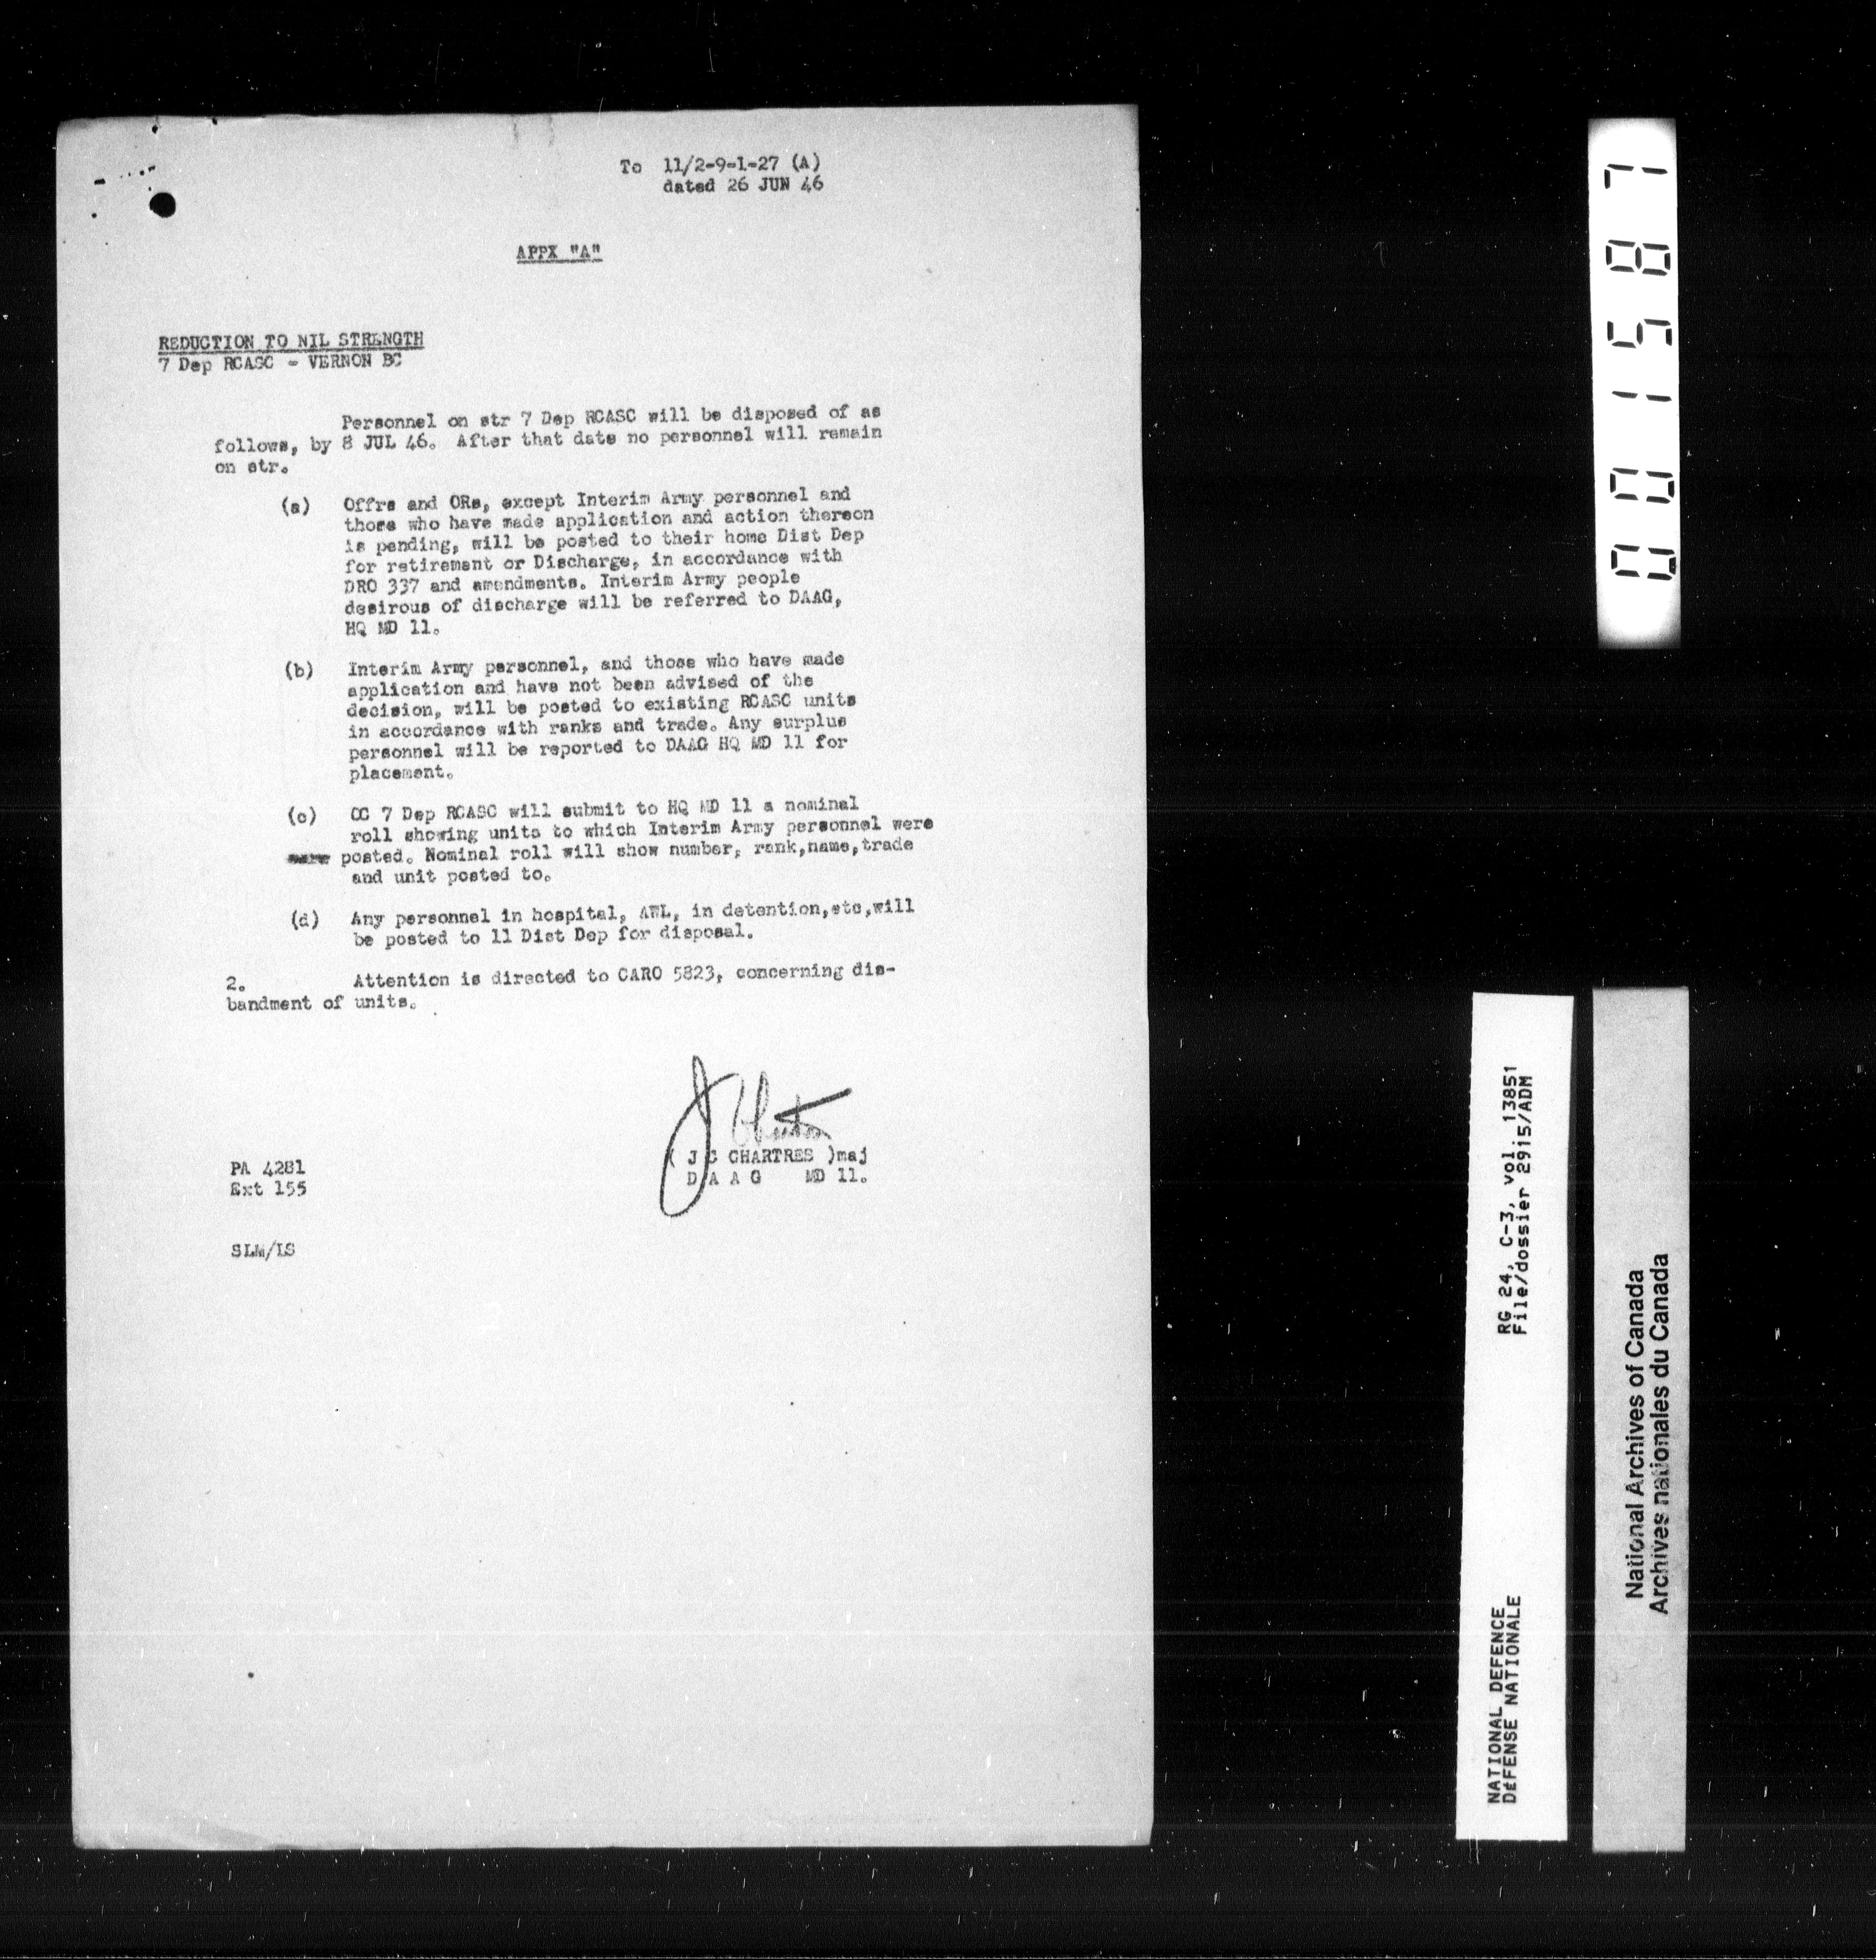 To 11/2-9-1-27 (A)
dated 26 JUN 46
APPX "A"
REDUCTION TO NIL STRENGTH
7 Dep RCASC - VERNON BC
Personnel on str 7 Dep RCASC will be disposed of as
follows, by 8 JUL 46. After that date no personnel will remain
on str.
(a) Offrs and ORs, except Interim Army personnel and
those who have made application and action thereon
is pending, will be posted to their home Dist Dep
for retirement or Discharge, in accordance with
DRO 337 and amendments. Interim Army people
desirous of discharge will be referred to DAAG,
HQ MD 11.
(b) Interim Army personnel, and those who have made
application and have not been advised of the
decision, will be posted to existing RCASC units
in accordance with ranks and trade. Any surplus
personnel will be reported to DAAG HQ MD 11 for
placement.
(c) OC 7 Dep RCASC will submit to HQ MD 11 a nominal
roll showing units to which Interim Army personnel were
posted. Nominal roll will show number, rank,name,trade
and unit posted to.
(d) Any personnel in hospital, AWL, in detention,etc,will
be posted to 11 Dist Dep for disposal.
2. Attention is directed to CARO 5823, concerning dis-
bandment of units.
( J C CHARTRES )maj
D A A G MD 11.
PA 4281
Ext 155
SLM/LS
001587
RG 24, C-3, vol. 13851
File/dossier 2915/ADM
NATIONAL DEFENCE
DÉFENSE NATIONALE
National Archives of Canada
Archives nationales du Canada